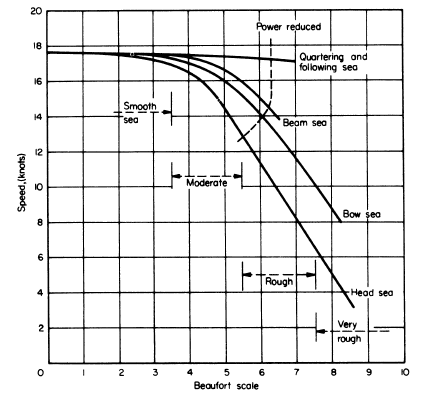 Power reduced
20
18
16
14
12
10
8
6
4
2
0
Speed,(knots)
Quartering and
following sea
Smooth
sea
Beam sea
Moderate
Bow sea
Rough
Head sea
Very
rough
0 1 2 3 4 5 6 7 8 9 10
Beaufort scale